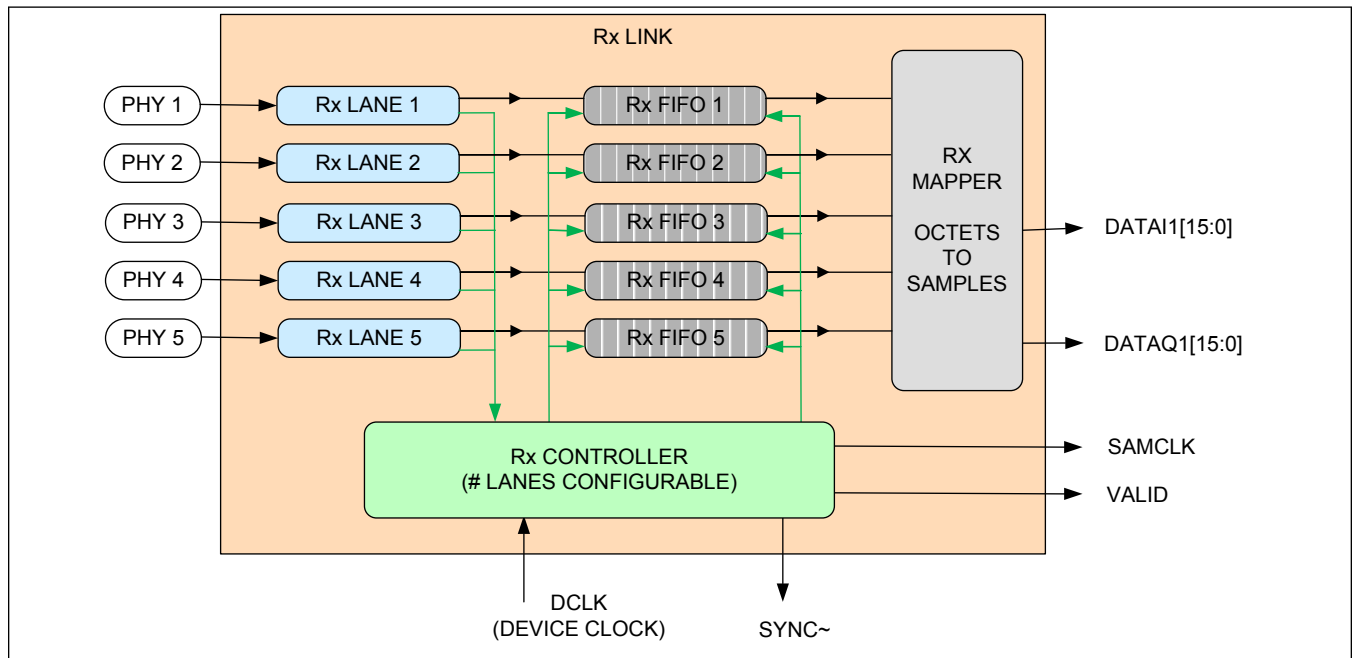 Rx LINK
PHY 1
Rx LANE 1
Rx FIFO 1
PHY 2
Rx LANE 2
Rx FIFO 2
PHY 3
Rx LANE 3
Rx FIFO 3
PHY 4
Rx LANE 4
Rx FIFO 4
PHY 5
Rx LANE 5
Rx FIFO 5
RX
MAPPER
OCTETS
TO
SAMPLES
DATAI1[15:0]
DATAQ1[15:0]
Rx CONTROLLER
(# LANES CONFIGURABLE)
SAMCLK
VALID
DCLK
(DEVICE CLOCK)
SYNC~